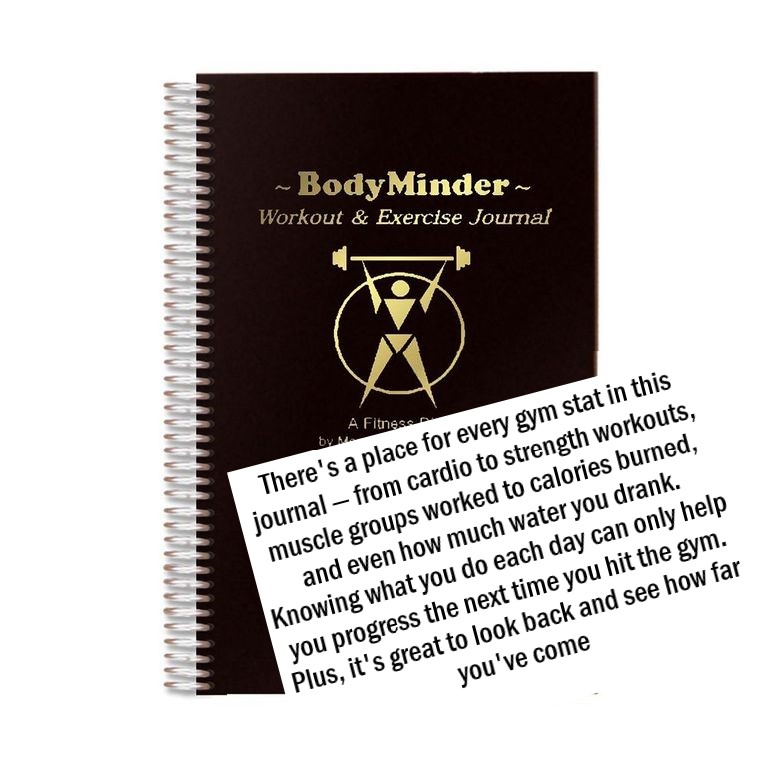 ~ BodyMinder ~
Workout & Exercise Journal
A Fitness
by
There's a place for every gym stat in this
journal – from cardio to strength workouts,
muscle groups worked to calories burned,
and even how much water you drank.
Knowing what you do each day can only help
you progress the next time you hit the gym.
Plus, it's great to look back and see how far
you've come